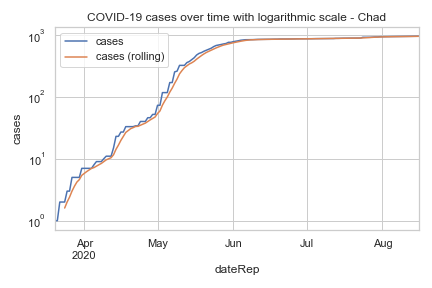 COVID-19 cases over time with logarithmic scale - Chad
cases
cases (rolling)
10³
10²
10¹
10⁰
cases
Apr
2020
May
Jun
Jul
Aug
dateRep